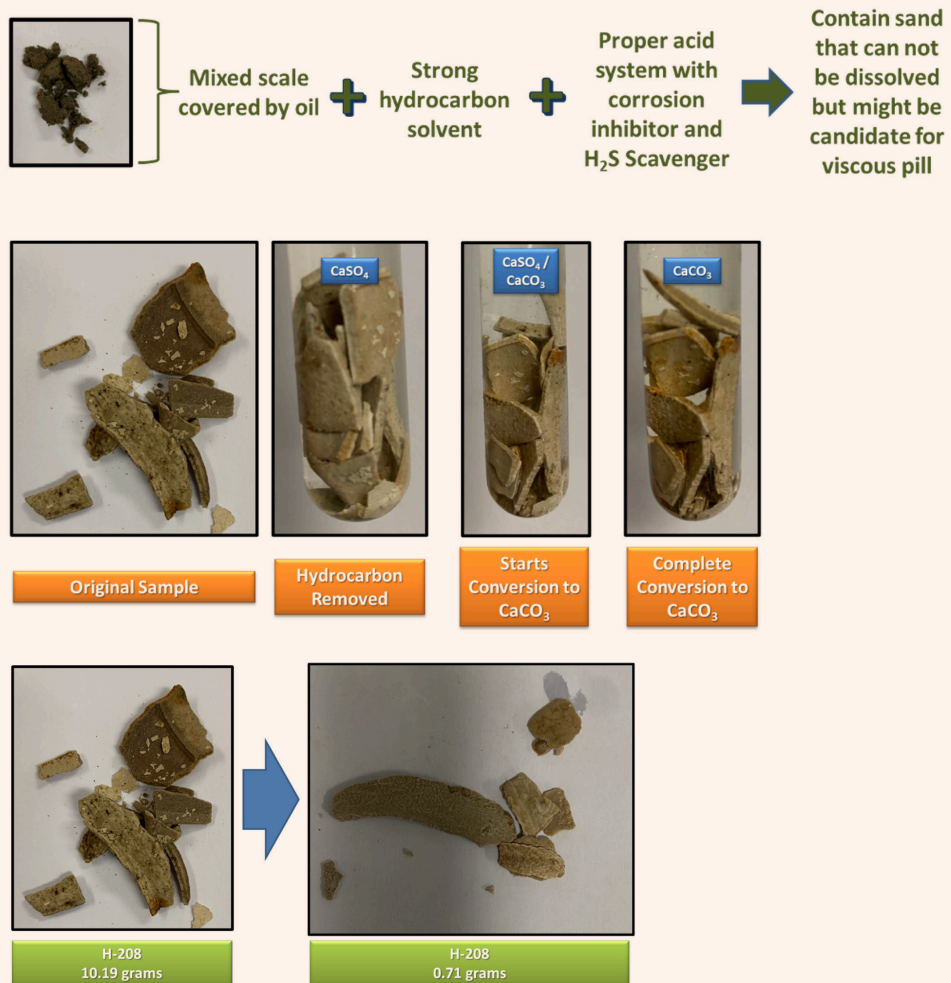 Mixed scale
covered by oil
+
Strong
hydrocarbon
solvent
+
Proper acid
system with
corrosion
inhibitor and
H₂S Scavenger
Contain sand
that can not
be dissolved
but might be
candidate for
viscous pill
CaSO₄
CaSO₄ /
CaCO₃
CaCO₃
Original Sample
Hydrocarbon
Removed
Starts
Conversion to
CaCO₃
Complete
Conversion to
CaCO₃
H-208
10.19 grams
H-208
0.71 grams